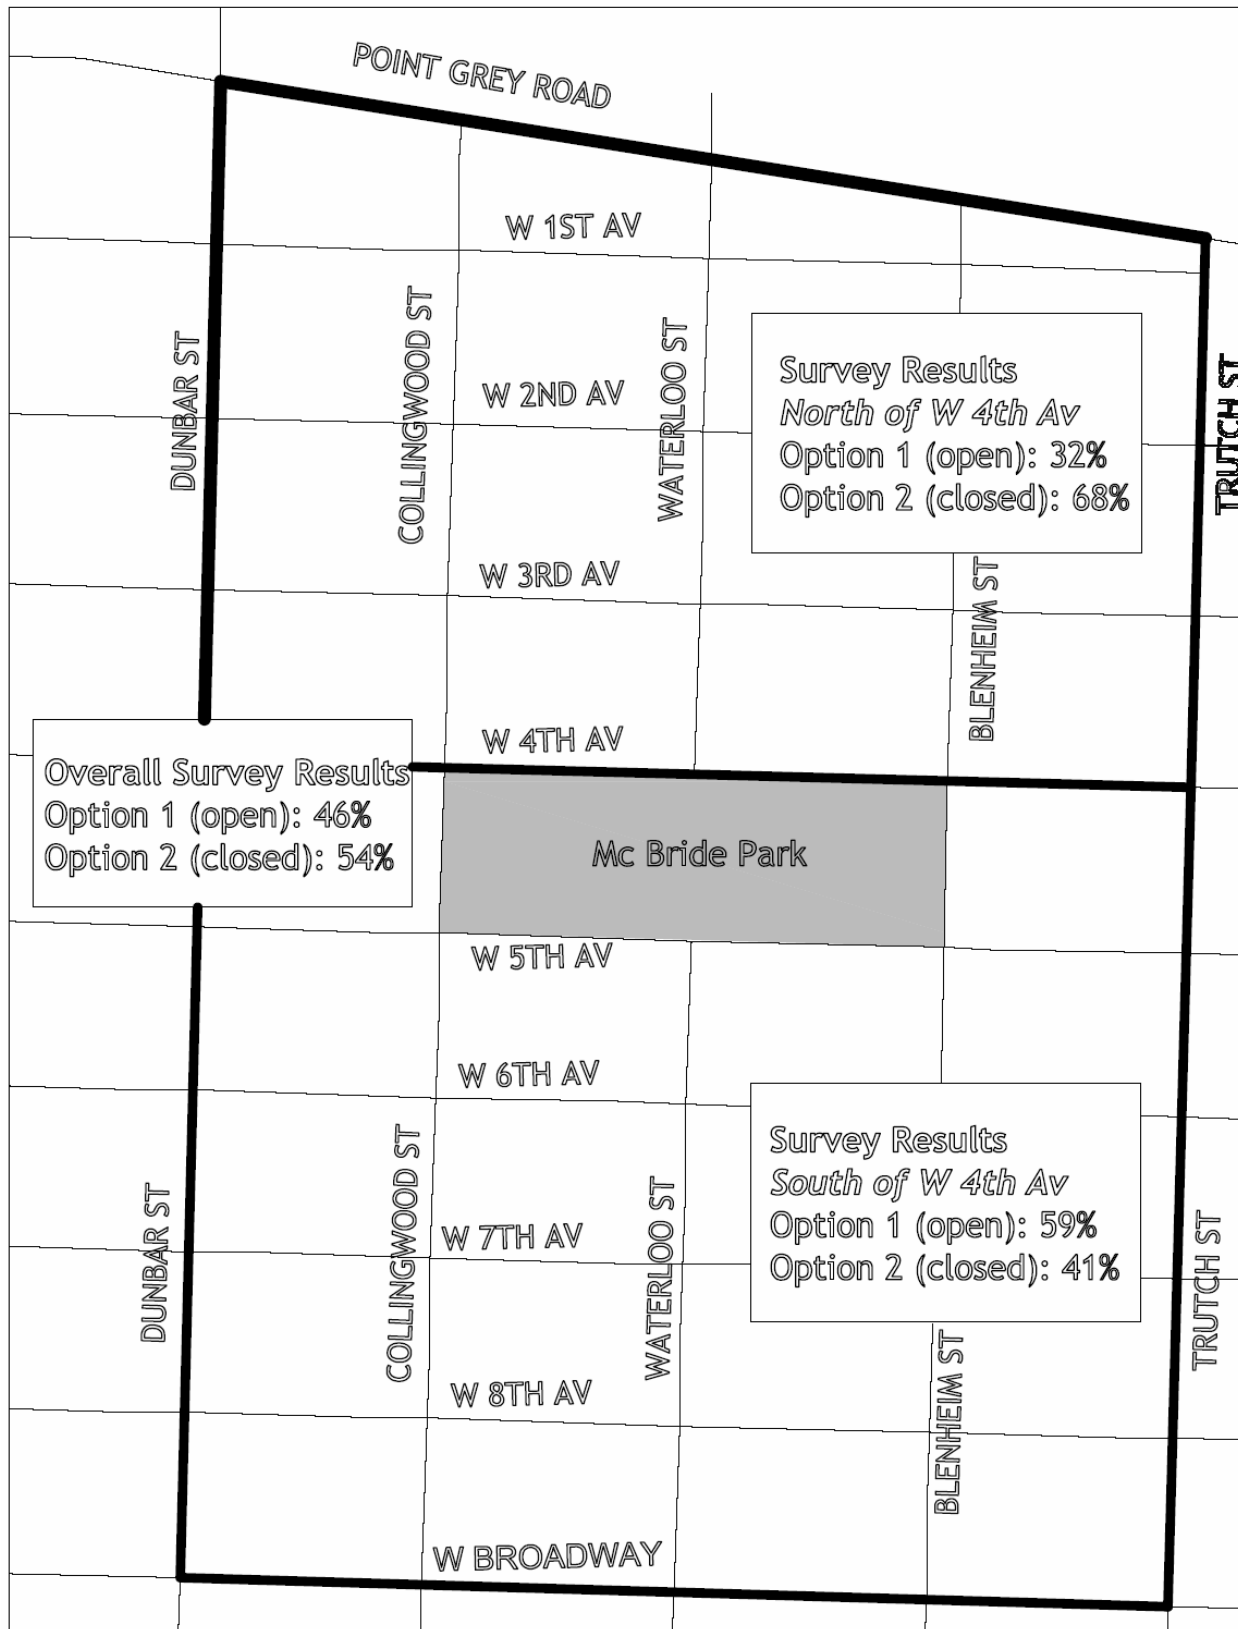 POINT GREY ROAD
W 1ST AV
DUNBAR ST
COLLINGWOOD ST
WATERLOO ST
W 2ND AV
Survey Results
North of W 4th Av
Option 1 (open): 32%
Option 2 (closed): 68%
TRUTCH ST
W 3RD AV
BLENHEIM ST
W 4TH AV
Overall Survey Results
Option 1 (open): 46%
Option 2 (closed): 54%
Mc Bride Park
W 5TH AV
W 6TH AV
DUNBAR ST
COLLINGWOOD ST
WATERLOO ST
Survey Results
South of W 4th Av
Option 1 (open): 59%
Option 2 (closed): 41%
W 7TH AV
TRUTCH ST
W 8TH AV
BLENHEIM ST
W BROADWAY